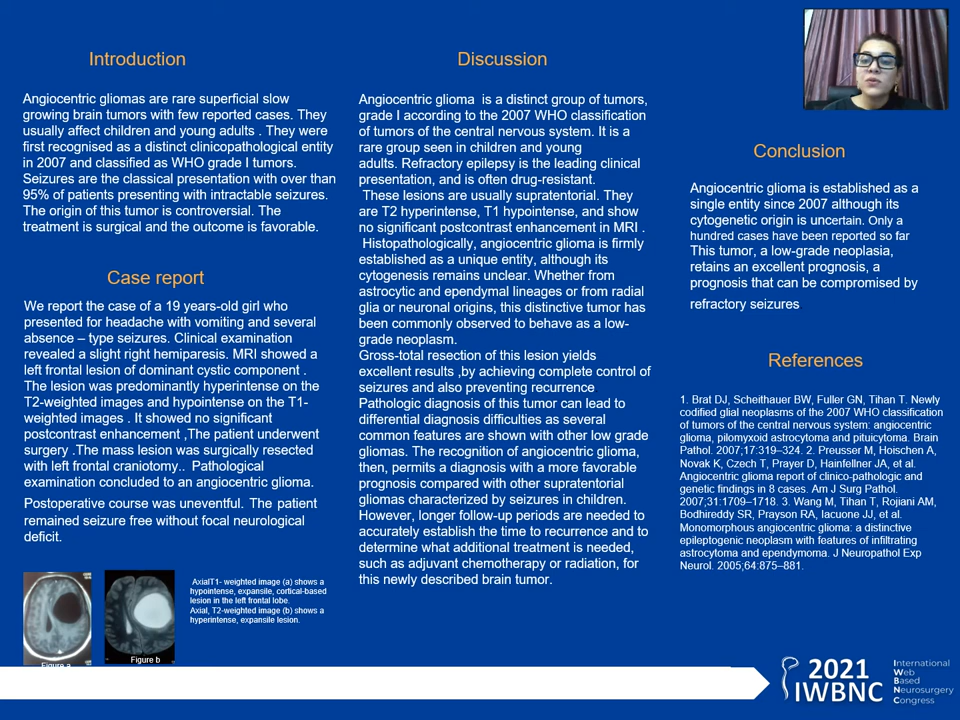 Introduction
Angiocentric gliomas are rare superficial slow
growing brain tumors with few reported cases. They
usually affect children and young adults . They were
first recognised as a distinct clinicopathological entity
in 2007 and classified as WHO grade I tumors.
Seizures are the classical presentation with over than
95% of patients presenting with intractable seizures.
The origin of this tumor is controversial. The
treatment is surgical and the outcome is favorable.
Case report
We report the case of a 19 years-old girl who
presented for headache with vomiting and several
absence – type seizures. Clinical examination
revealed a slight right hemiparesis. MRI showed a
left frontal lesion of dominant cystic component .
The lesion was predominantly hyperintense on the
T2-weighted images and hypointense on the T1-
weighted images . It showed no significant
postcontrast enhancement ,The patient underwent
surgery .The mass lesion was surgically resected
with left frontal craniotomy.. Pathological
examination concluded to an angiocentric glioma.
Postoperative course was uneventful. The patient
remained seizure free without focal neurological
deficit.
AxialT1- weighted image (a) shows a
hypointense, expansile, cortical-based
lesion in the left frontal lobe.
Axial, T2-weighted image (b) shows a
hyperintense, expansile lesion.
Figure a
Figure b
Discussion
Angiocentric glioma is a distinct group of tumors,
grade I according to the 2007 WHO classification
of tumors of the central nervous system. It is a
rare group seen in children and young
adults. Refractory epilepsy is the leading clinical
presentation, and is often drug-resistant.
These lesions are usually supratentorial. They
are T2 hyperintense, T1 hypointense, and show
no significant postcontrast enhancement in MRI .
Histopathologically, angiocentric glioma is firmly
established as a unique entity, although its
cytogenesis remains unclear. Whether from
astrocytic and ependymal lineages or from radial
glia or neuronal origins, this distinctive tumor has
been commonly observed to behave as a low-
grade neoplasm.
Gross-total resection of this lesion yields
excellent results ,by achieving complete control of
seizures and also preventing recurrence
Pathologic diagnosis of this tumor can lead to
differential diagnosis difficulties as several
common features are shown with other low grade
gliomas. The recognition of angiocentric glioma,
then, permits a diagnosis with a more favorable
prognosis compared with other supratentorial
gliomas characterized by seizures in children.
However, longer follow-up periods are needed to
accurately establish the time to recurrence and to
determine what additional treatment is needed,
such as adjuvant chemotherapy or radiation, for
this newly described brain tumor.
Conclusion
Angiocentric glioma is established as a
single entity since 2007 although its
cytogenetic origin is uncertain. Only a
hundred cases have been reported so far
This tumor, a low-grade neoplasia,
retains an excellent prognosis, a
prognosis that can be compromised by
refractory seizures
References
1. Brat DJ, Scheithauer BW, Fuller GN, Tihan T. Newly
codified glial neoplasms of the 2007 WHO classification
of tumors of the central nervous system: angiocentric
glioma, pilomyxoid astrocytoma and pituicytoma. Brain
Pathol. 2007;17:319–324. 2. Preusser M, Hoischen A,
Novak K, Czech T, Prayer D, Hainfellner JA, et al.
Angiocentric glioma report of clinico-pathologic and
genetic findings in 8 cases. Am J Surg Pathol.
2007;31:1709–1718. 3. Wang M, Tihan T, Rojiani AM,
Bodhireddy SR, Prayson RA, Iacuone JJ, et al.
Monomorphous angiocentric glioma: a distinctive
epileptogenic neoplasm with features of infiltrating
astrocytoma and ependymoma. J Neuropathol Exp
Neurol. 2005;64:875–881.
2021
IWBNC
International
Web
Based
Neurosurgery
Congress